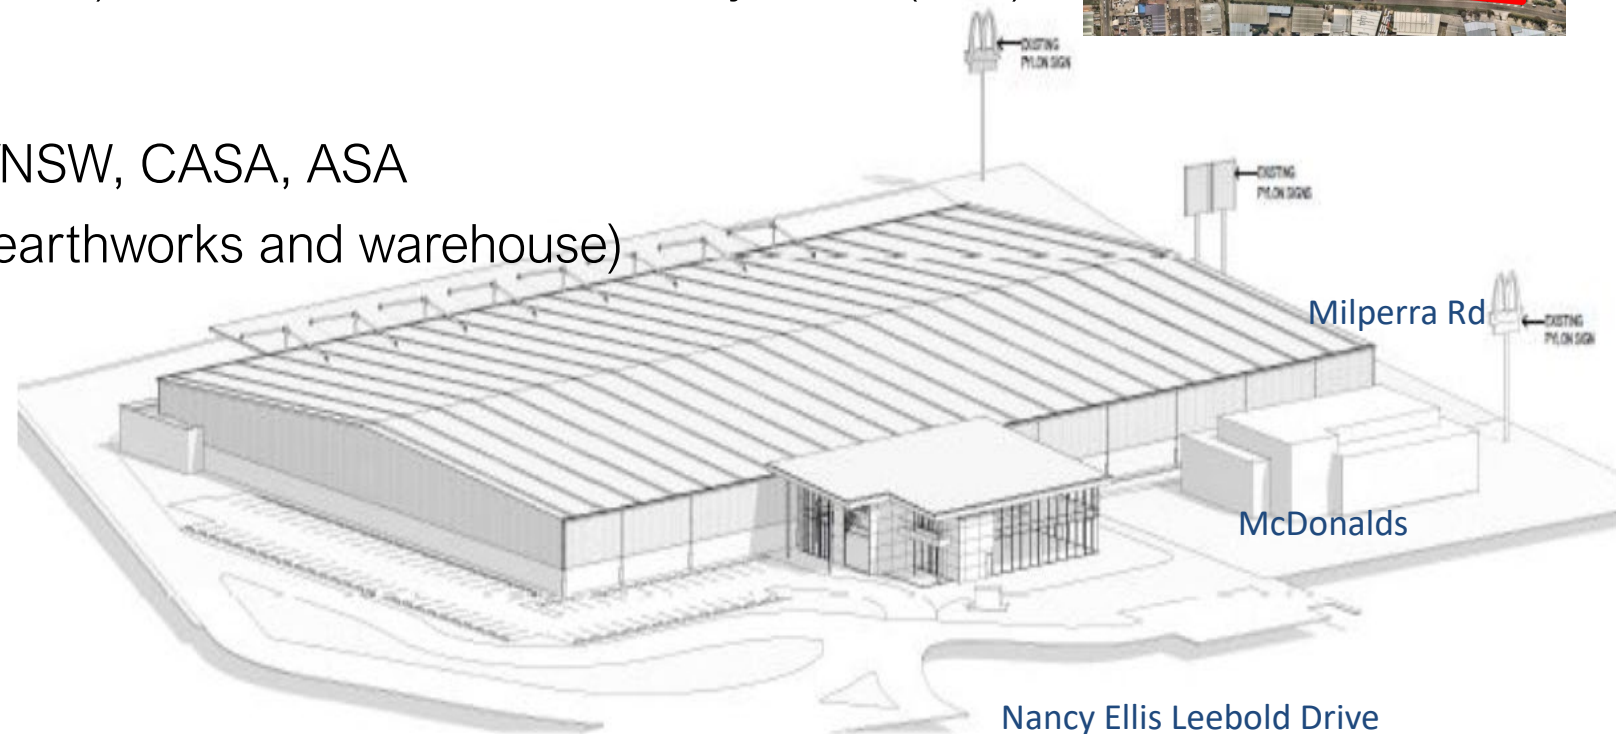 EXISTING
PYLON SIGN
NSW, CASA, ASA
EXISTING
PYLON SIGNS
earthworks and warehouse)
Milperra Rd
EXISTING
PYLON SIGN
McDonalds
Nancy Ellis Leebold Drive